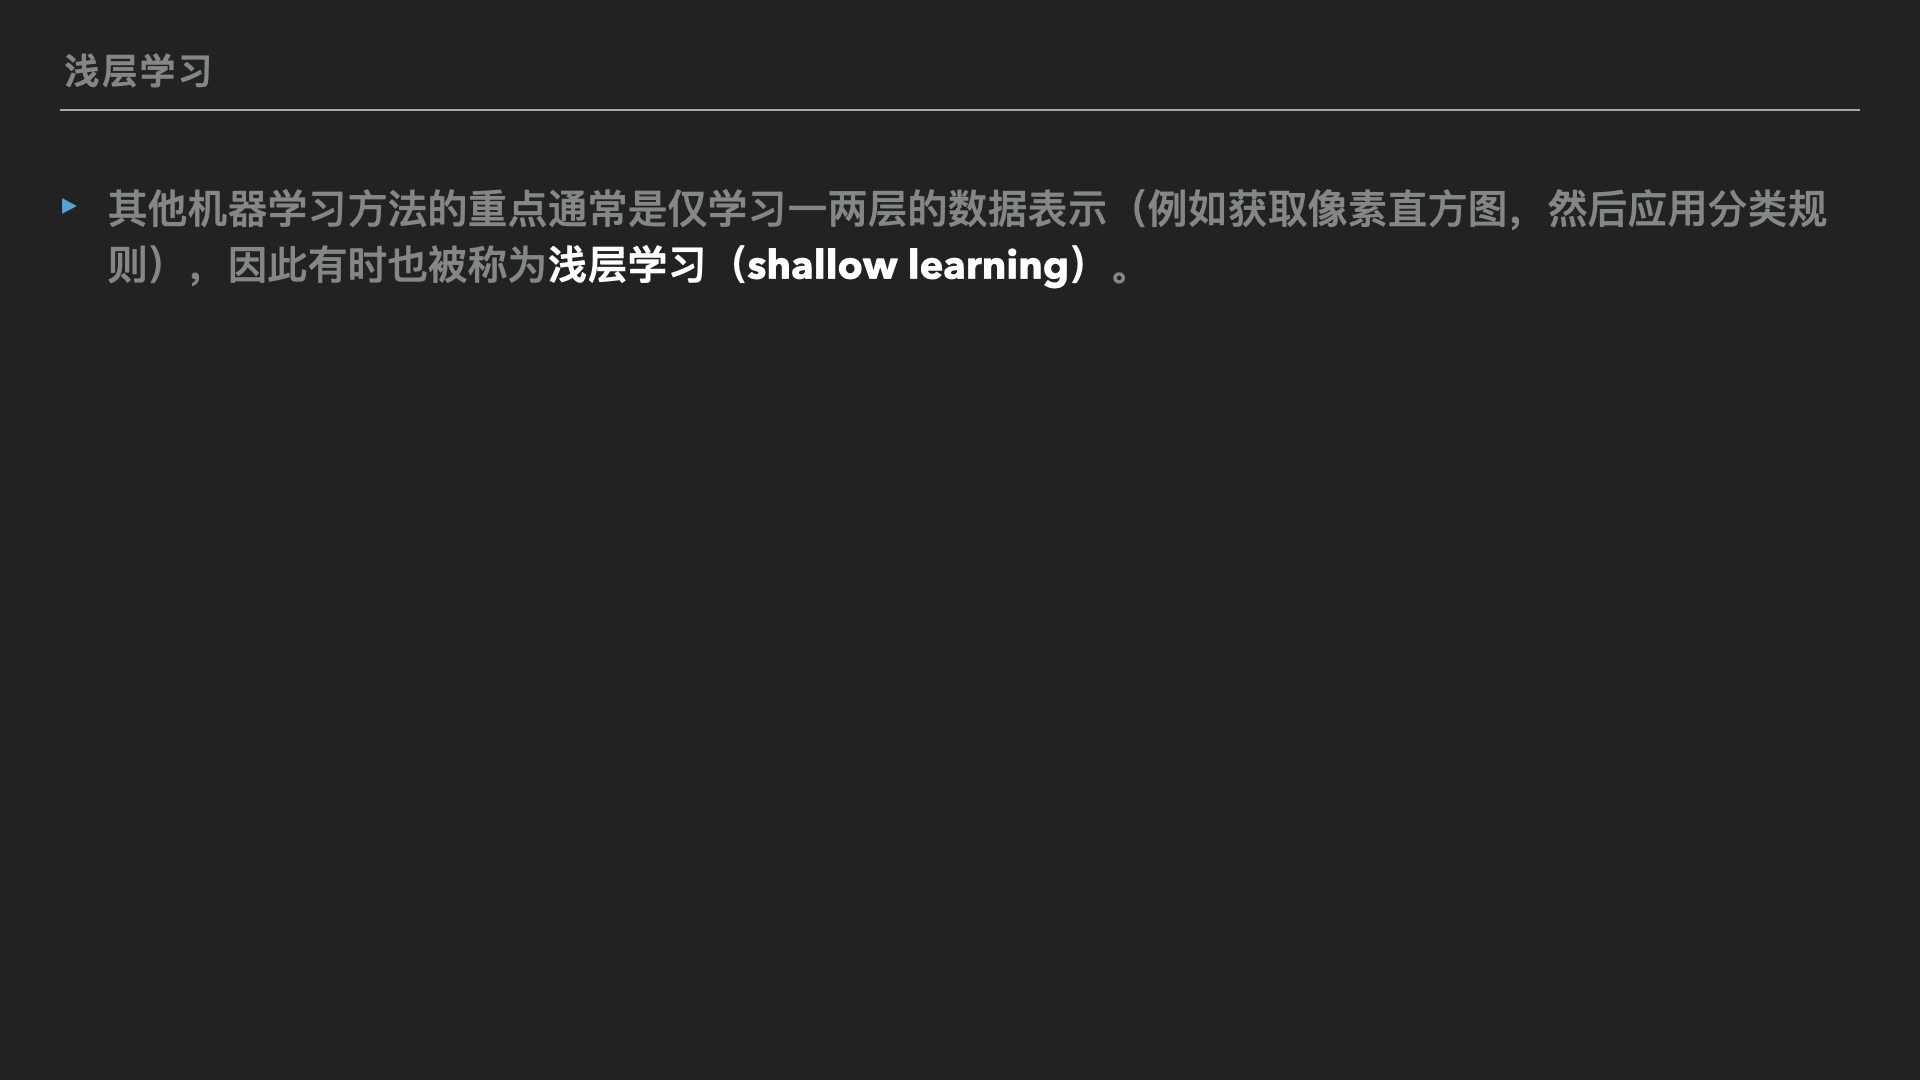 浅层学习
▸ 其他机器学习方法的重点通常是仅学习一两层的数据表示（例如获取像素直方图，然后应用分类规
则），因此有时也被称为浅层学习（shallow learning）。